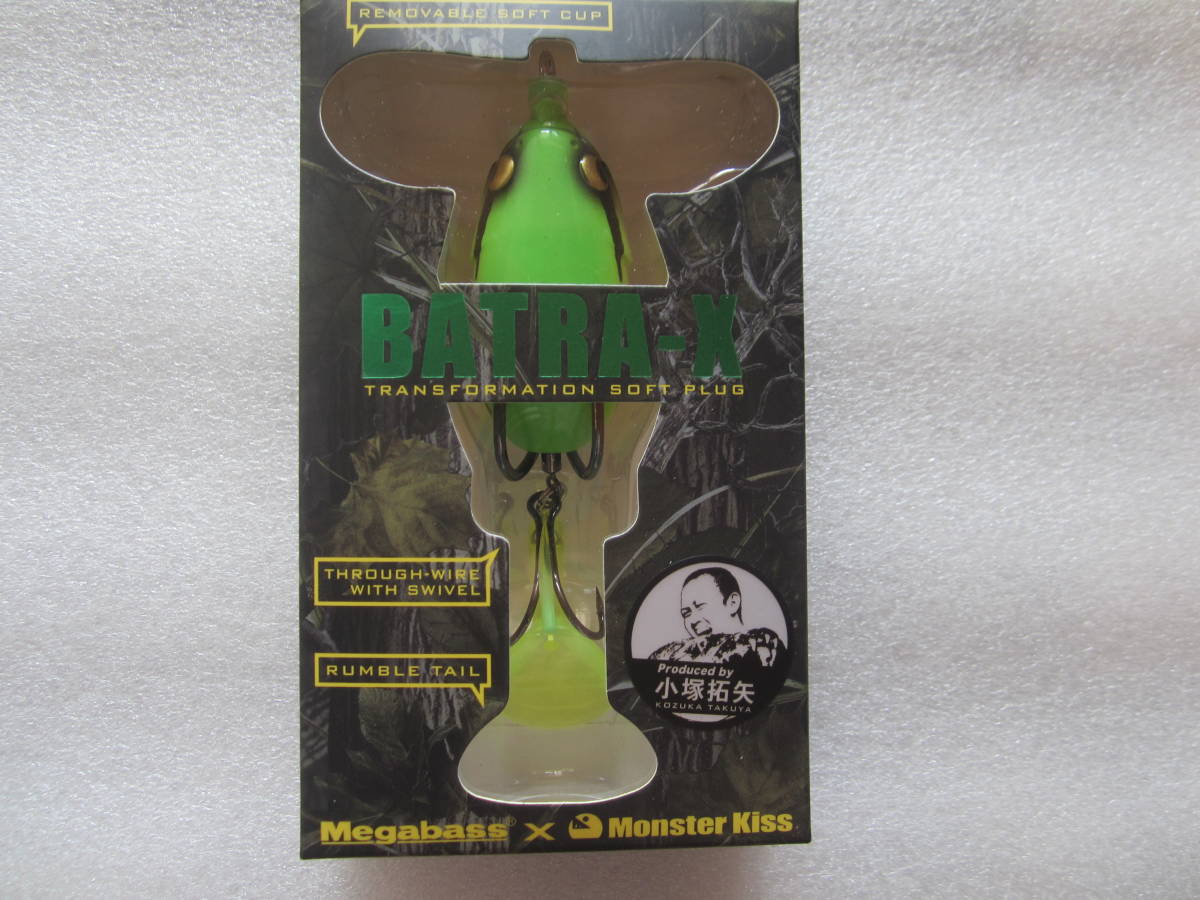 REMOVABLE SOFT CUP
BATRA-X
TRANSFORMATION SOFT PLUG
THROUGH-WIRE
WITH SWIVEL
RUMBLE TAIL
Produced by
小塚拓矢
KOZUKA TAKUYA
Megabass® X Monster Kiss